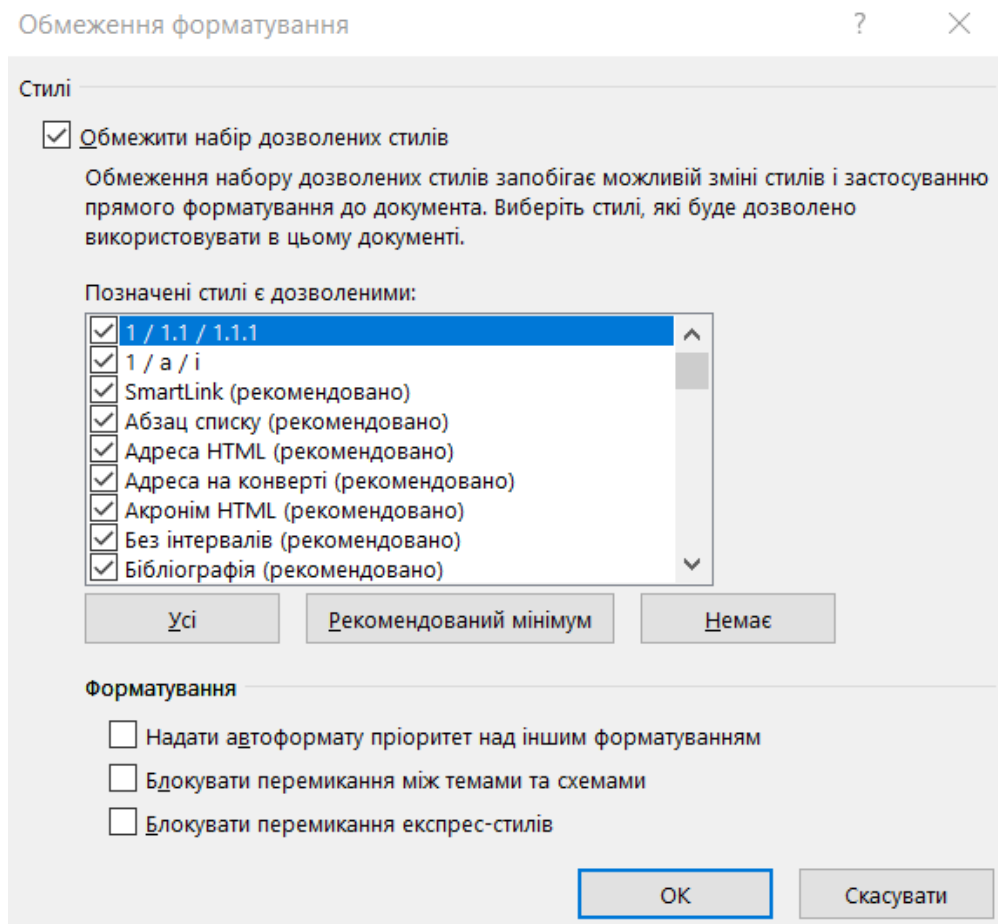 Обмеження форматування
?
Стилі
Обмежити набір дозволених стилів
Обмеження набору дозволених стилів запобігає можливій зміні стилів і застосуванню
прямого форматування до документа. Виберіть стилі, які буде дозволено
використовувати в цьому документі.
Позначені стилі є дозволеними:
1 / 1.1 / 1.1.1
1 / a / i
SmartLink (рекомендовано)
Абзац списку (рекомендовано)
Адреса HTML (рекомендовано)
Адреса на конверті (рекомендовано)
Акронім HTML (рекомендовано)
Без інтервалів (рекомендовано)
Бібліографія (рекомендовано)
Усі
Рекомендований мінімум
Немає
Форматування
Надати автоформату пріоритет над іншим форматуванням
Блокувати перемикання між темами та схемами
Блокувати перемикання експрес-стилів
ОК
Скасувати